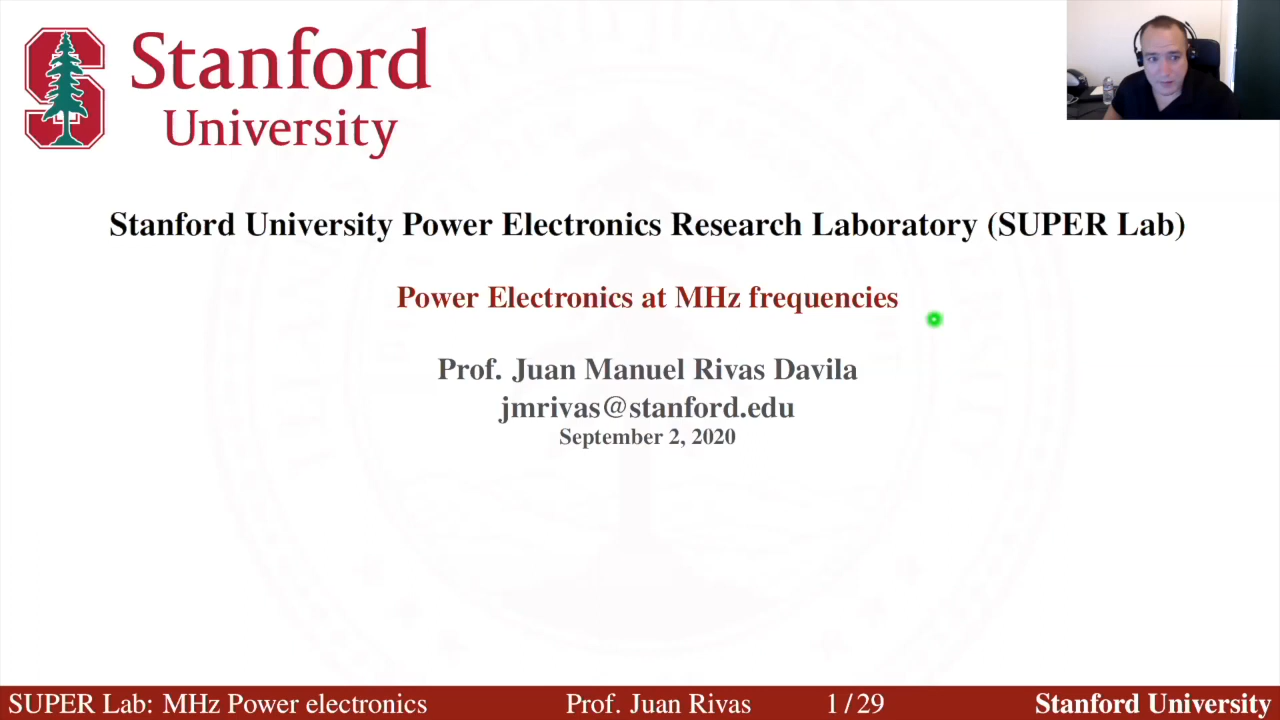 Stanford
University
Stanford University Power Electronics Research Laboratory (SUPER Lab)
Power Electronics at MHz frequencies
Prof. Juan Manuel Rivas Davila
jmrivas@stanford.edu
September 2, 2020
SUPER Lab: MHz Power electronics Prof. Juan Rivas 1 / 29 Stanford University